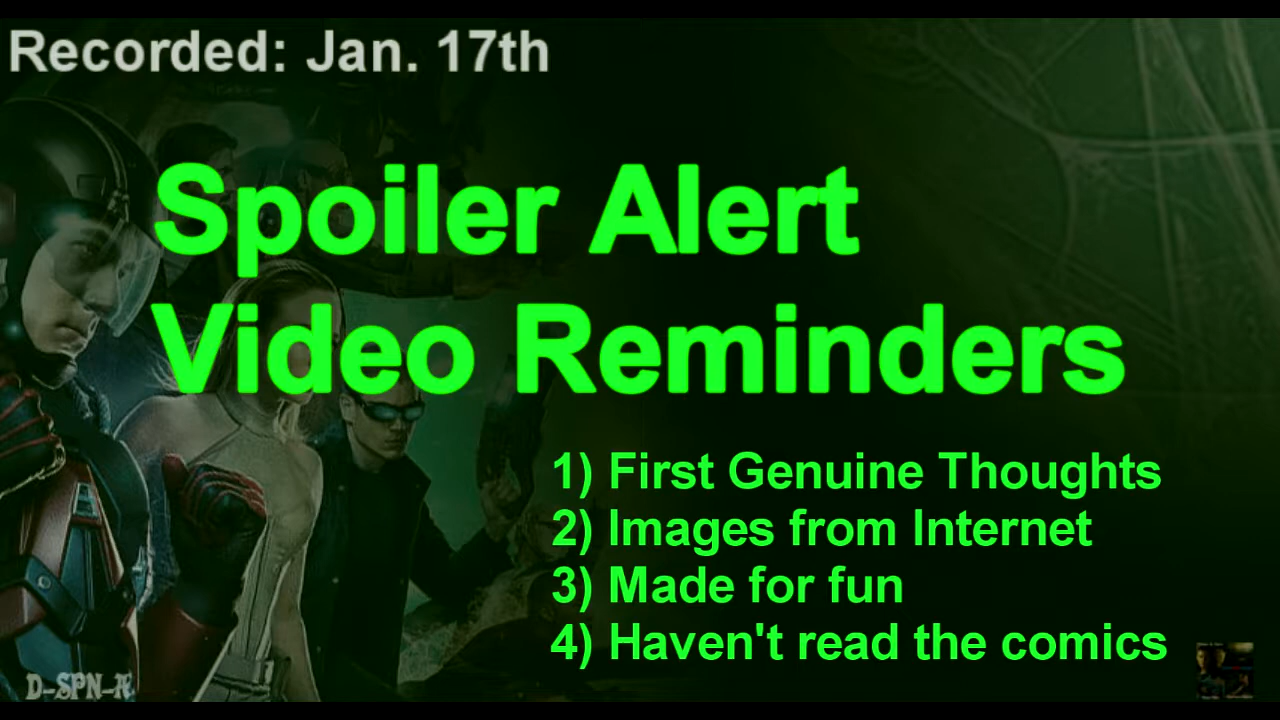 Recorded: Jan. 17th
Spoiler Alert
Video Reminders
1) First Genuine Thoughts
2) Images from Internet
3) Made for fun
4) Haven't read the comics
D-SPN-A